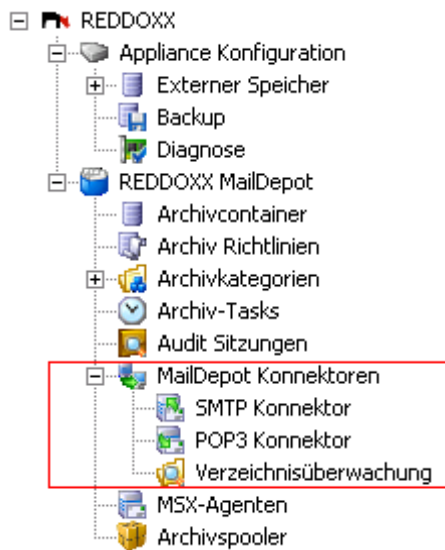 REDDOXX
Appliance Konfiguration
Externer Speicher
Backup
Diagnose
REDDOXX MailDepot
Archivcontainer
Archiv Richtlinien
Archivkategorien
Archiv-Tasks
Audit Sitzungen
MailDepot Konnektoren
SMTP Konnektor
POP3 Konnektor
Verzeichnisüberwachung
MSX-Agenten
Archivspooler